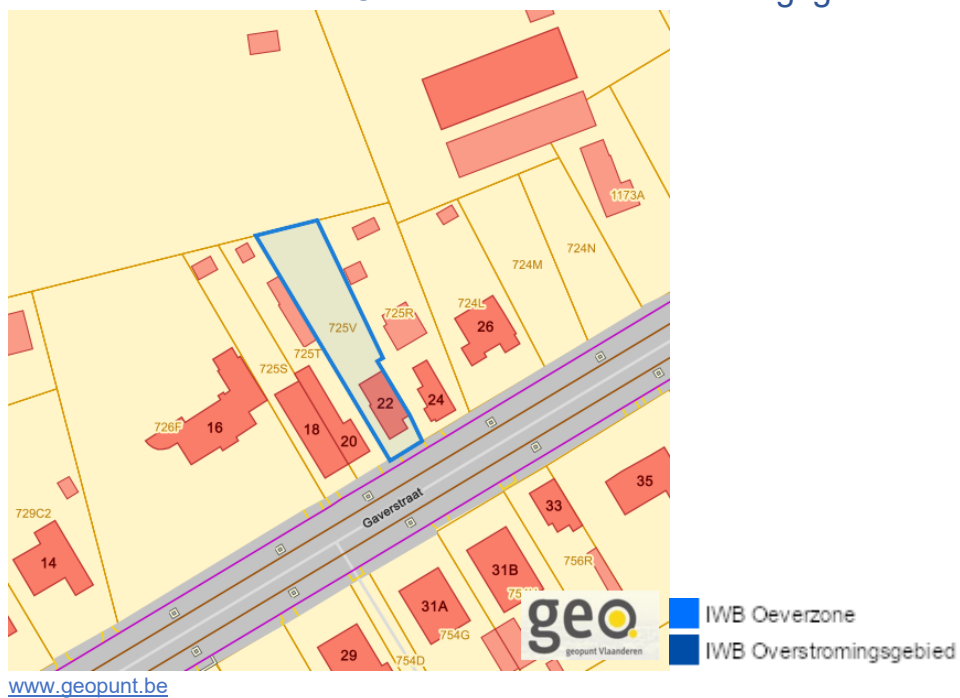 1173A
724N
724M
724L
725R
26
725V
725T
725S
22
24
726F
16
18
20
35
Gaverstraat
33
729C2
14
756R
31B
31A
754G
29
754D
geo.
geopunt Vlaanderen
IWB Oeverzone
IWB Overstromingsgebied
www.geopunt.be